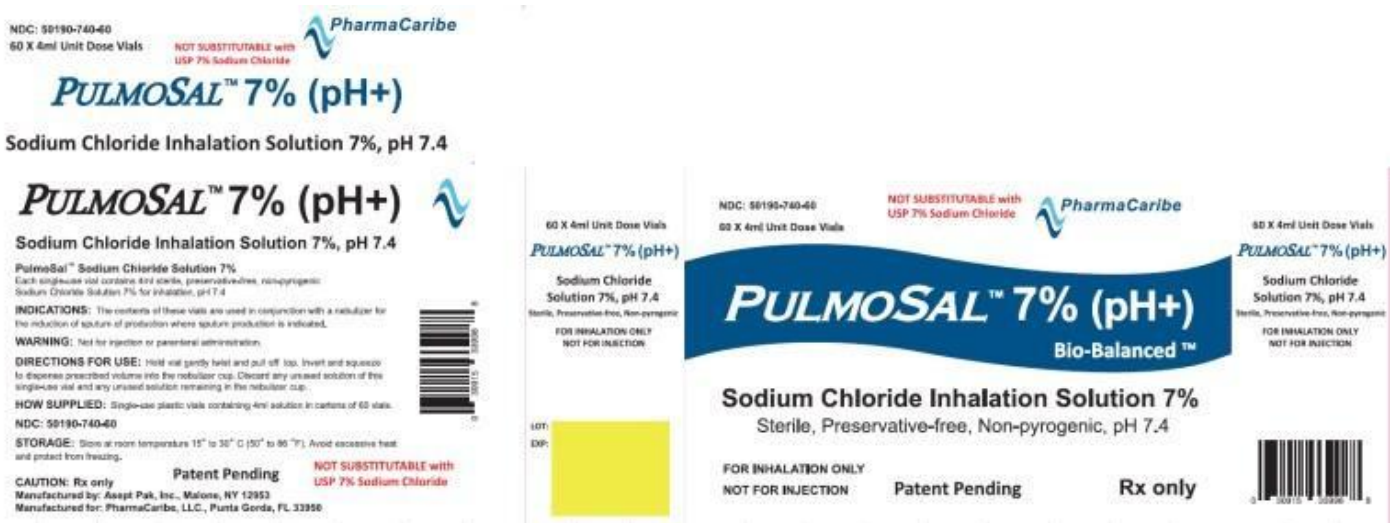 NDC: 50190-740-60
60 X 4ml Unit Dose Vials
NOT SUBSTITUTABLE with
USP 7% Sodium Chloride
PharmaCaribe
PULMOSAL™ 7% (pH+)
Sodium Chloride Inhalation Solution 7%, pH 7.4
PULMOSAL™ 7% (pH+)
Sodium Chloride Inhalation Solution 7%, pH 7.4
PulmoSal™ Sodium Chloride Solution 7%
Each single-use vial contains 4ml sterile, preservative-free, non-pyrogenic
Sodium Chloride Solution 7% for inhalation, pH 7.4
INDICATIONS: The contents of these vials are used in conjunction with a nebulizer for
the induction of sputum of production where sputum production is indicated.
WARNING: Not for injection or parenteral administration.
DIRECTIONS FOR USE: Hold vial gently twist and pull off top. Invert and squeeze
to dispense prescribed volume into the nebulizer cup. Discard any unused solution of this
single-use vial and any unused solution remaining in the nebulizer cup.
HOW SUPPLIED: Single-use plastic vials containing 4ml solution in cartons of 60 vials.
NDC: 50190-740-60
STORAGE: Store at room temperature 15° to 30° C (50° to 86 °F). Avoid excessive heat
and protect from freezing.
CAUTION: Rx only
Patent Pending
NOT SUBSTITUTABLE with
USP 7% Sodium Chloride
Manufactured by: Asept Pak, Inc., Malone, NY 12953
Manufactured for: PharmaCaribe, LLC., Punta Gorda, FL 33950
60 X 4ml Unit Dose Vials
PULMOSAL™ 7% (pH+)
Sodium Chloride
Solution 7%, pH 7.4
Sterile, Preservative-free, Non-pyrogenic
FOR INHALATION ONLY
NOT FOR INJECTION
LOT:
EXP:
NDC: 50190-740-60
60 X 4ml Unit Dose Vials
NOT SUBSTITUTABLE with
USP 7% Sodium Chloride
PharmaCaribe
PULMOSAL™ 7% (pH+)
Bio-Balanced ™
Sodium Chloride Inhalation Solution 7%
Sterile, Preservative-free, Non-pyrogenic, pH 7.4
FOR INHALATION ONLY
NOT FOR INJECTION
Patent Pending
Rx only
60 X 4ml Unit Dose Vials
PULMOSAL™ 7% (pH+)
Sodium Chloride
Solution 7%, pH 7.4
Sterile, Preservative-free, Non-pyrogenic
FOR INHALATION ONLY
NOT FOR INJECTION